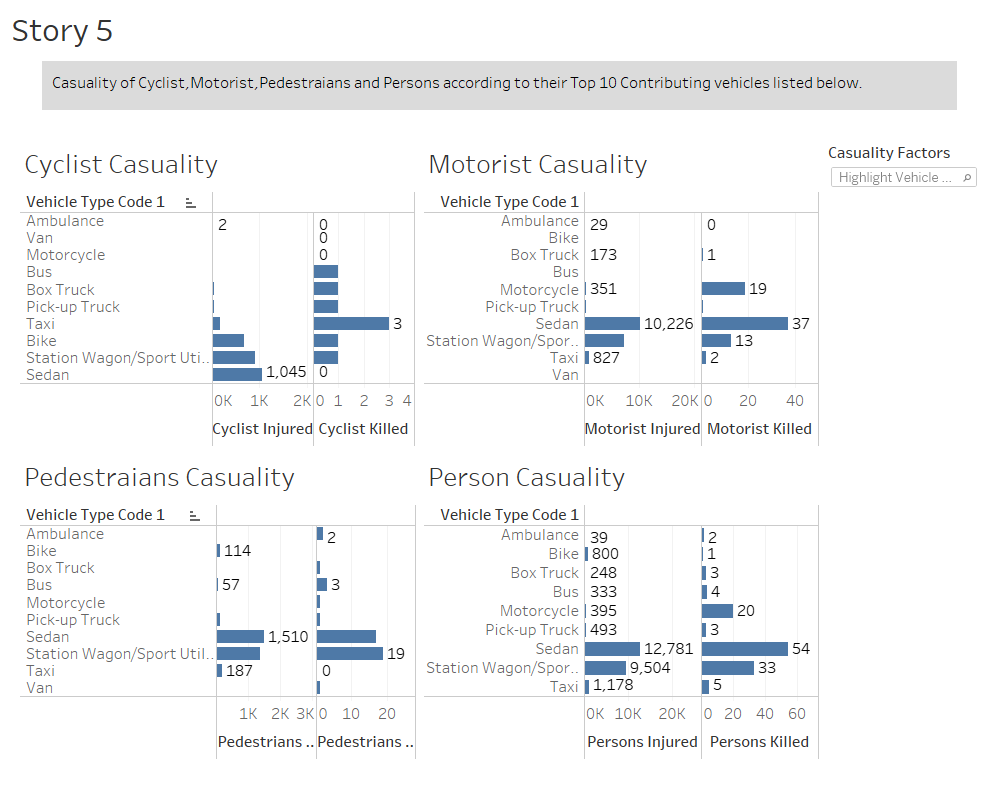 Story 5
Casuality of Cyclist,Motorist,Pedestraians and Persons according to their Top 10 Contributing vehicles listed below.
Casuality Factors
Highlight Vehicle ...
Cyclist Casuality
Vehicle Type Code 1
Ambulance 2 0
Van 0
Motorcycle 0
Bus
Box Truck
Pick-up Truck
Taxi 3
Bike
Station Wagon/Sport Uti..
Sedan 1,045 0
0K 1K 2K 0 1 2 3 4
Cyclist Injured Cyclist Killed
Motorist Casuality
Vehicle Type Code 1
Ambulance 29 0
Bike
Box Truck 173 1
Bus
Motorcycle 351 19
Pick-up Truck
Sedan 10,226 37
Station Wagon/Spor.. 13
Taxi 827 2
Van
0K 10K 20K 0 20 40
Motorist Injured Motorist Killed
Pedestraians Casuality
Vehicle Type Code 1
Ambulance 2
Bike 114
Box Truck
Bus 57 3
Motorcycle
Pick-up Truck
Sedan 1,510
Station Wagon/Sport Util.. 19
Taxi 187 0
Van
1K 2K 3K 0 10 20
Pedestrians .. Pedestrians ..
Person Casuality
Vehicle Type Code 1
Ambulance 39 2
Bike 800 1
Box Truck 248 3
Bus 333 4
Motorcycle 395 20
Pick-up Truck 493 3
Sedan 12,781 54
Station Wagon/Spor.. 9,504 33
Taxi 1,178 5
0K 10K 20K 0 20 40 60
Persons Injured Persons Killed